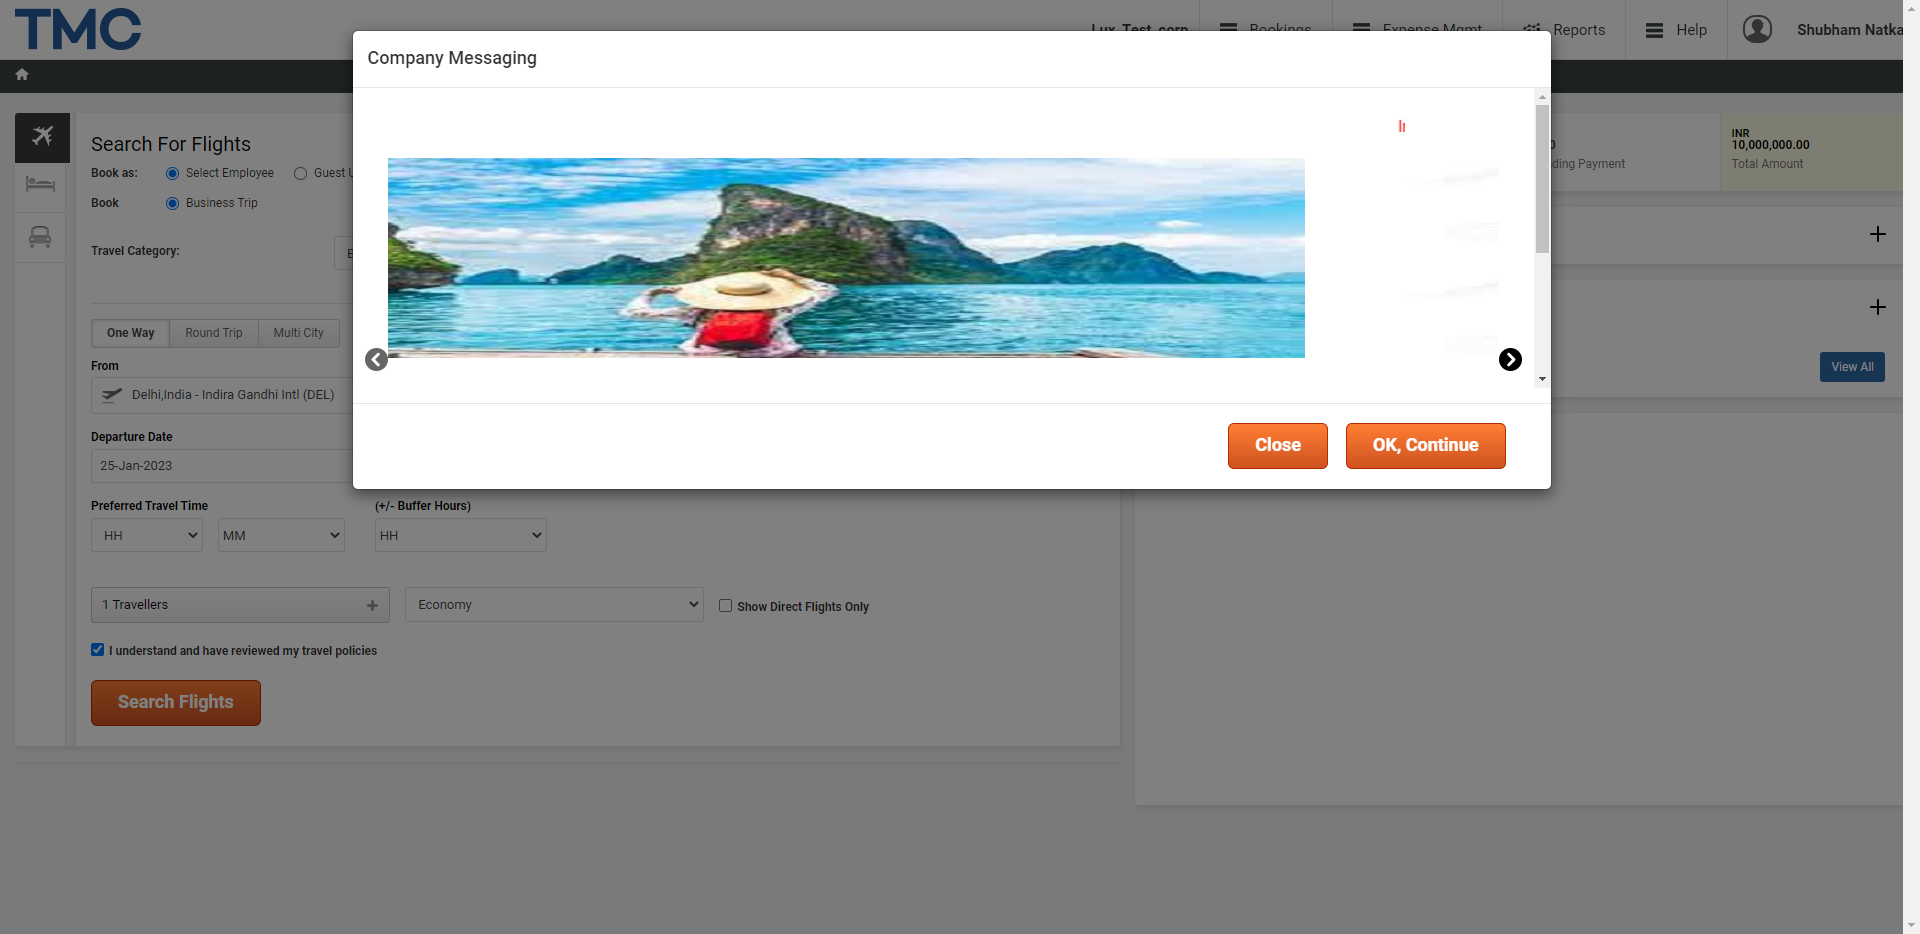 TMC
Lux_Test_corp
Bookings
Expense Mgmt
Reports
Help
Shubham Natka
Company Messaging
Search For Flights
Book as:
Select Employee
Guest
Book
Business Trip
Travel Category:
One Way
Round Trip
Multi City
From
Delhi,India - Indira Gandhi Intl (DEL)
Departure Date
25-Jan-2023
Preferred Travel Time
(+/- Buffer Hours)
HH
MM
HH
1 Travellers
Economy
Show Direct Flights Only
I understand and have reviewed my travel policies
Search Flights
Close
OK, Continue
ding Payment
INR
10,000,000.00
Total Amount
View All